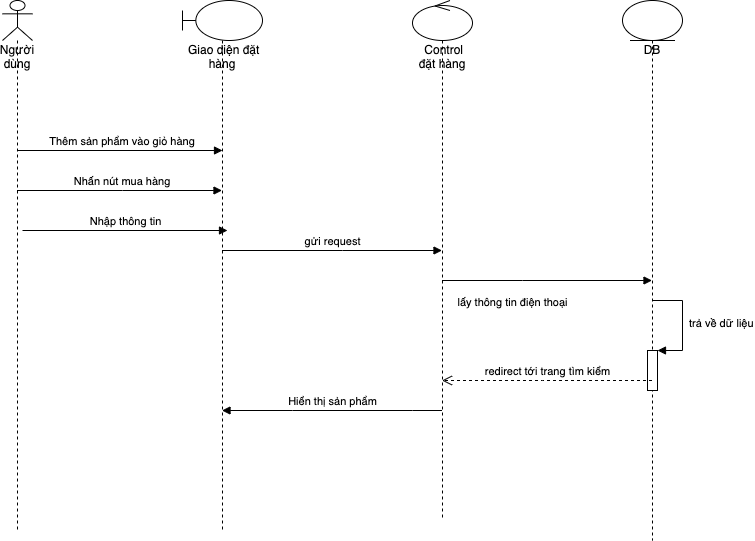 Người
dùng
Giao diện đặt
hàng
Control
đặt hàng
DB
Thêm sản phẩm vào giỏ hàng
Nhấn nút mua hàng
Nhập thông tin
gửi request
lấy thông tin điện thoại
trả về dữ liệu
redirect tới trang tìm kiếm
Hiển thị sản phẩm